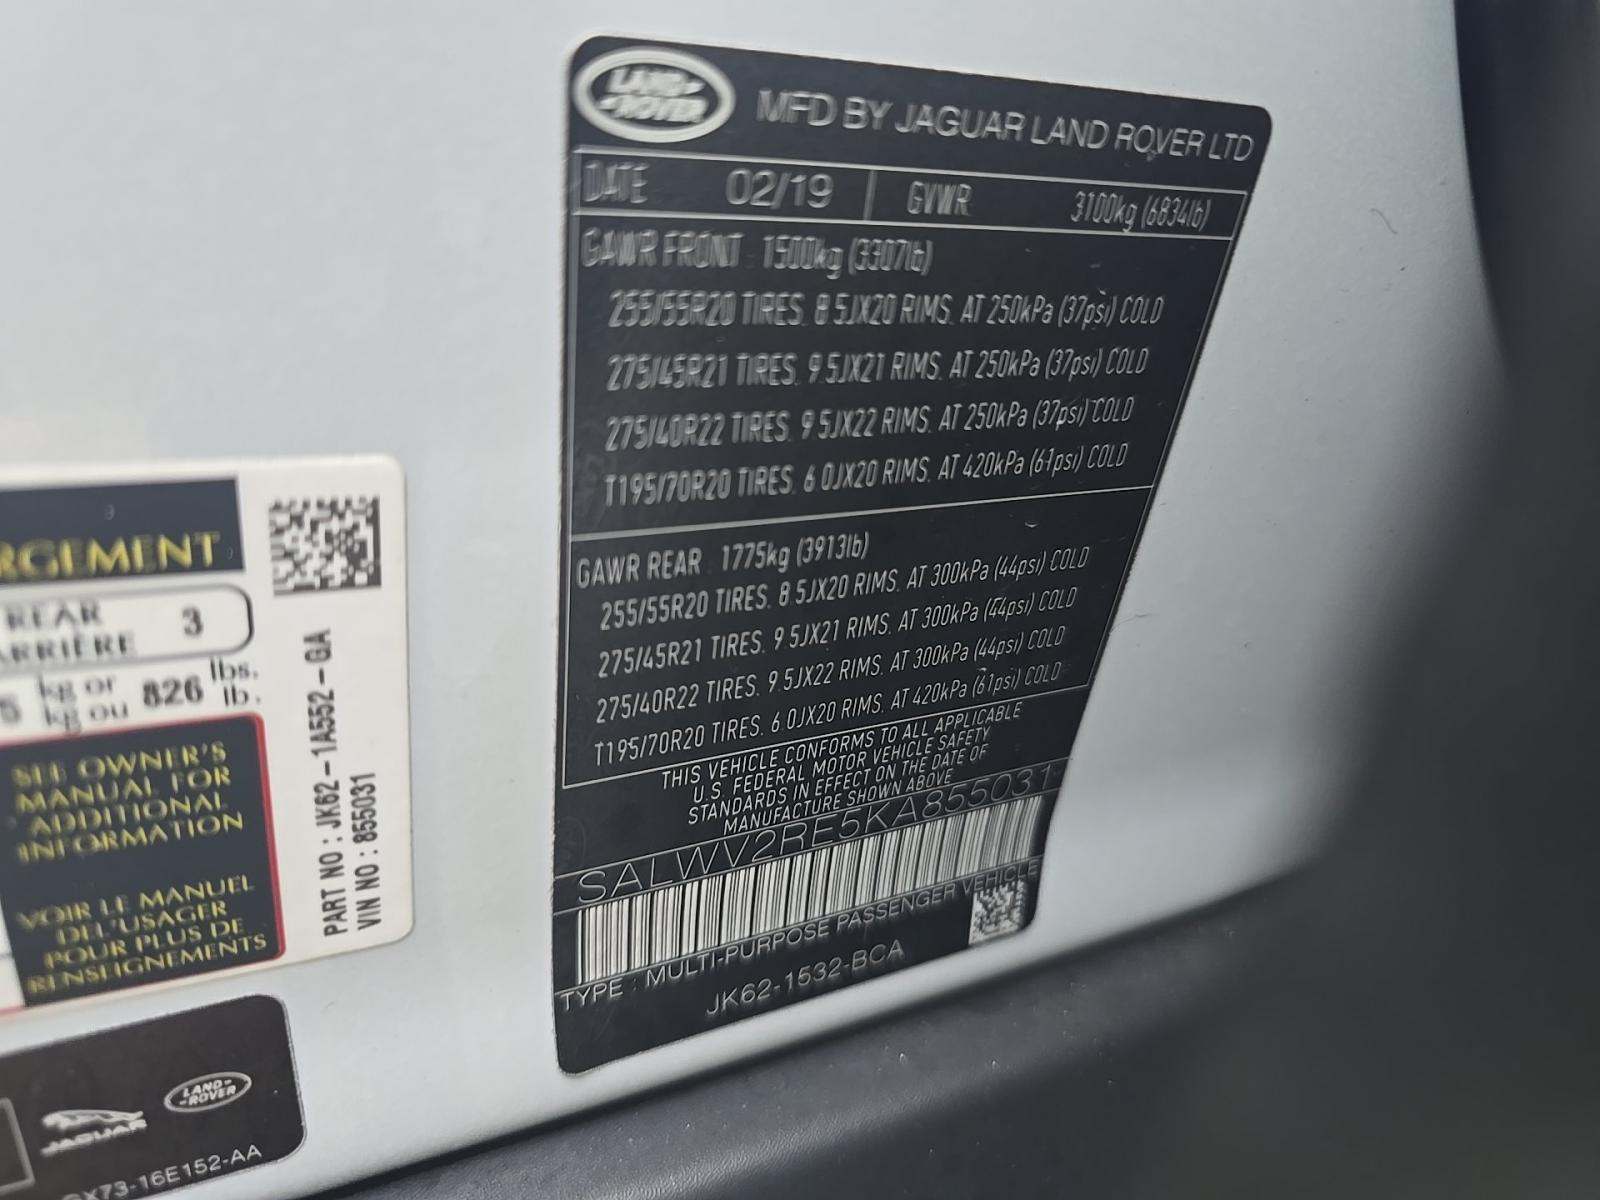 LAND-
-ROVER
MFD BY JAGUAR LAND ROVER LTD
DATE 02/19 GVWR 3100kg (6834lb)
GAWR FRONT 1500kg (3307lb)
255/55R20 TIRES. 8.5JX20 RIMS. AT 250kPa (37psi) COLD
275/45R21 TIRES. 9.5JX21 RIMS. AT 250kPa (37psi) COLD
275/40R22 TIRES. 9.5JX22 RIMS. AT 250kPa (37psi) COLD
T195/70R20 TIRES. 6.0JX20 RIMS. AT 420kPa (61psi) COLD
GAWR REAR 1775kg (3913lb)
255/55R20 TIRES. 8.5JX20 RIMS. AT 300kPa (44psi) COLD
275/45R21 TIRES. 9.5JX21 RIMS. AT 300kPa (44psi) COLD
275/40R22 TIRES. 9.5JX22 RIMS. AT 300kPa (44psi) COLD
T195/70R20 TIRES. 6.0JX20 RIMS. AT 420kPa (61psi) COLD
THIS VEHICLE CONFORMS TO ALL APPLICABLE
U.S. FEDERAL MOTOR VEHICLE SAFETY
STANDARDS IN EFFECT ON THE DATE OF
MANUFACTURE SHOWN ABOVE
SALWV2RE5KA855031
TYPE : MULTI-PURPOSE PASSENGER VEHICLE
JK62-1532-BCA
RGEMENT
REAR
ARRIÈRE 3
5 kg or 826 lbs.
kg ou lb.
SEE OWNER'S
MANUAL FOR
ADDITIONAL
INFORMATION
VOIR LE MANUEL
DEL'USAGER
POUR PLUS DE
RENSEIGNEMENTS
PART NO : JK62-1A552-GA
VIN NO : 855031
JAGUAR
LAND-
-ROVER
X73-16E152-AA